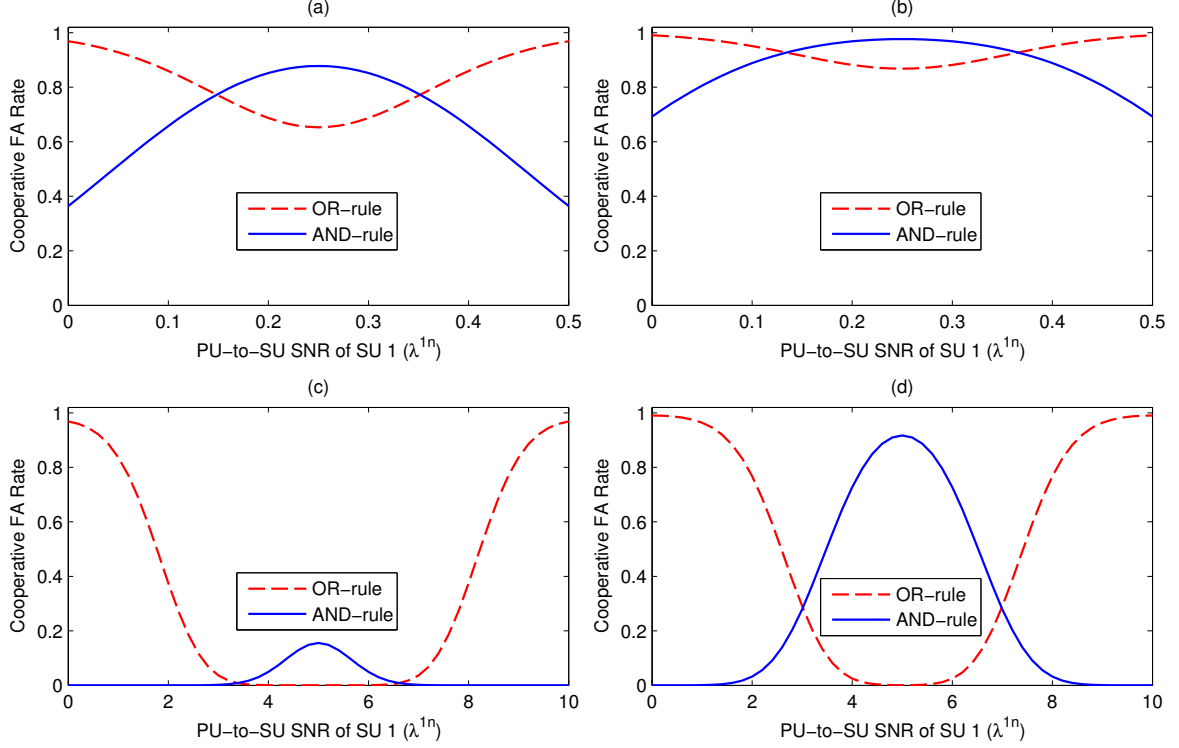 (a)
1
0.8
0.6
0.4
0.2
0
Cooperative FA Rate
OR-rule
AND-rule
0 0.1 0.2 0.3 0.4 0.5
PU-to-SU SNR of SU 1 (λ¹ⁿ)
(b)
1
0.8
0.6
0.4
0.2
0
Cooperative FA Rate
OR-rule
AND-rule
0 0.1 0.2 0.3 0.4 0.5
PU-to-SU SNR of SU 1 (λ¹ⁿ)
(c)
1
0.8
0.6
0.4
0.2
0
Cooperative FA Rate
OR-rule
AND-rule
0 2 4 6 8 10
PU-to-SU SNR of SU 1 (λ¹ⁿ)
(d)
1
0.8
0.6
0.4
0.2
0
Cooperative FA Rate
OR-rule
AND-rule
0 2 4 6 8 10
PU-to-SU SNR of SU 1 (λ¹ⁿ)